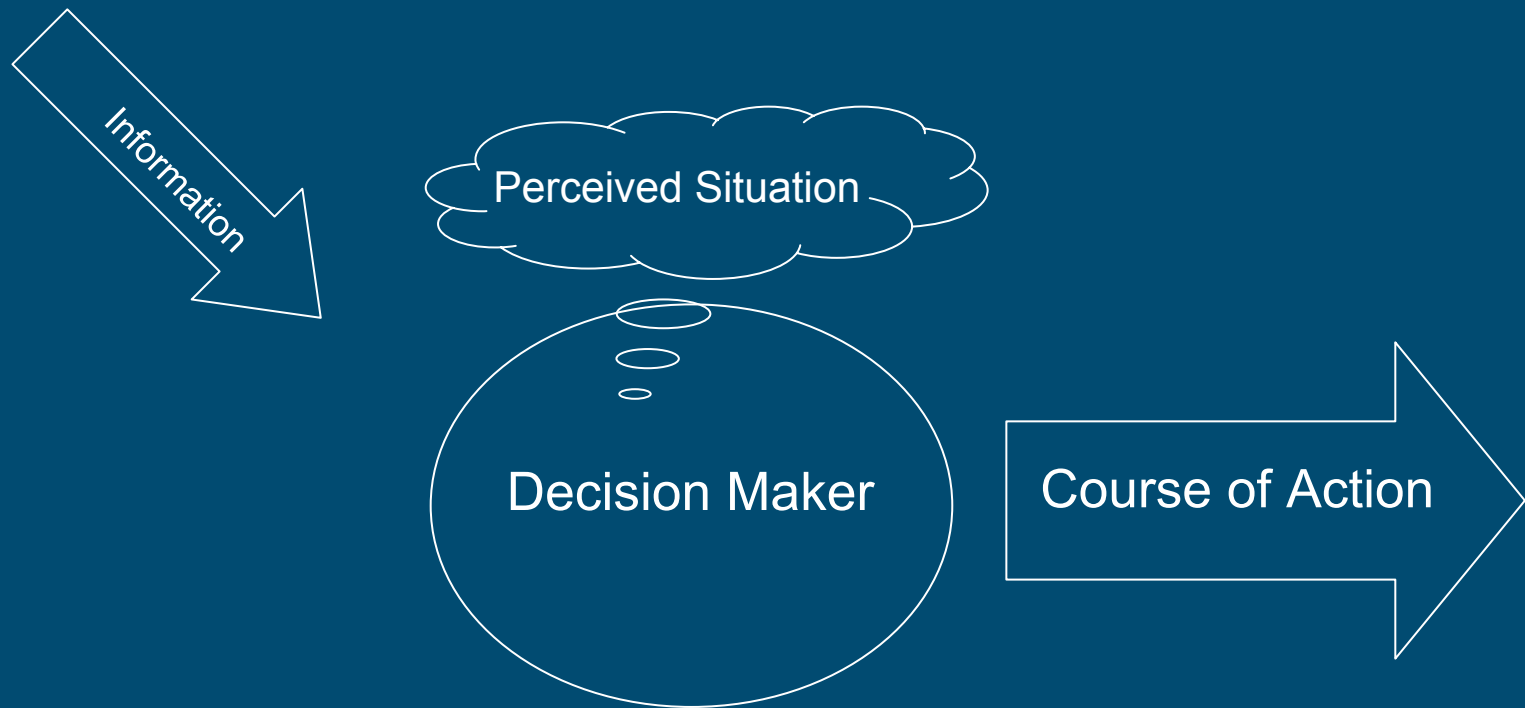 Information
Perceived Situation
Decision Maker
Course of Action